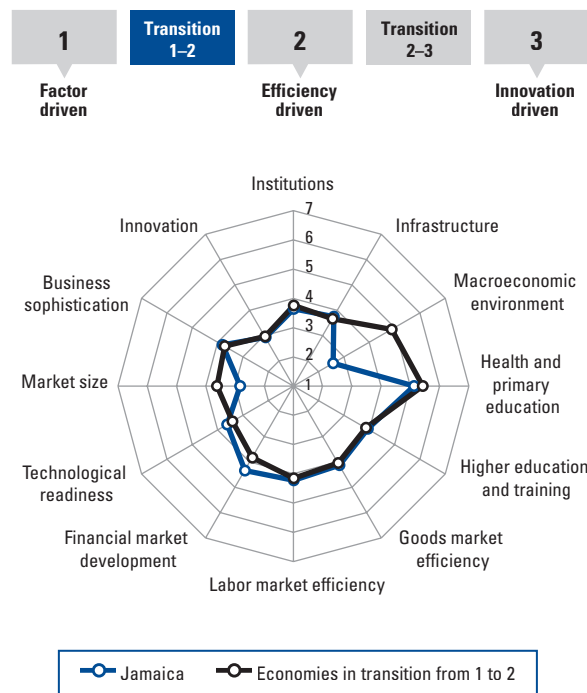 1
Transition
1–2
2
Transition
2–3
3
Factor
driven
Efficiency
driven
Innovation
driven
Institutions
Infrastructure
Macroeconomic
environment
Health and
primary
education
Higher education
and training
Goods market
efficiency
Labor market efficiency
Financial market
development
Technological
readiness
Market size
Business
sophistication
Innovation
7
6
5
4
3
2
1
Jamaica
Economies in transition from 1 to 2